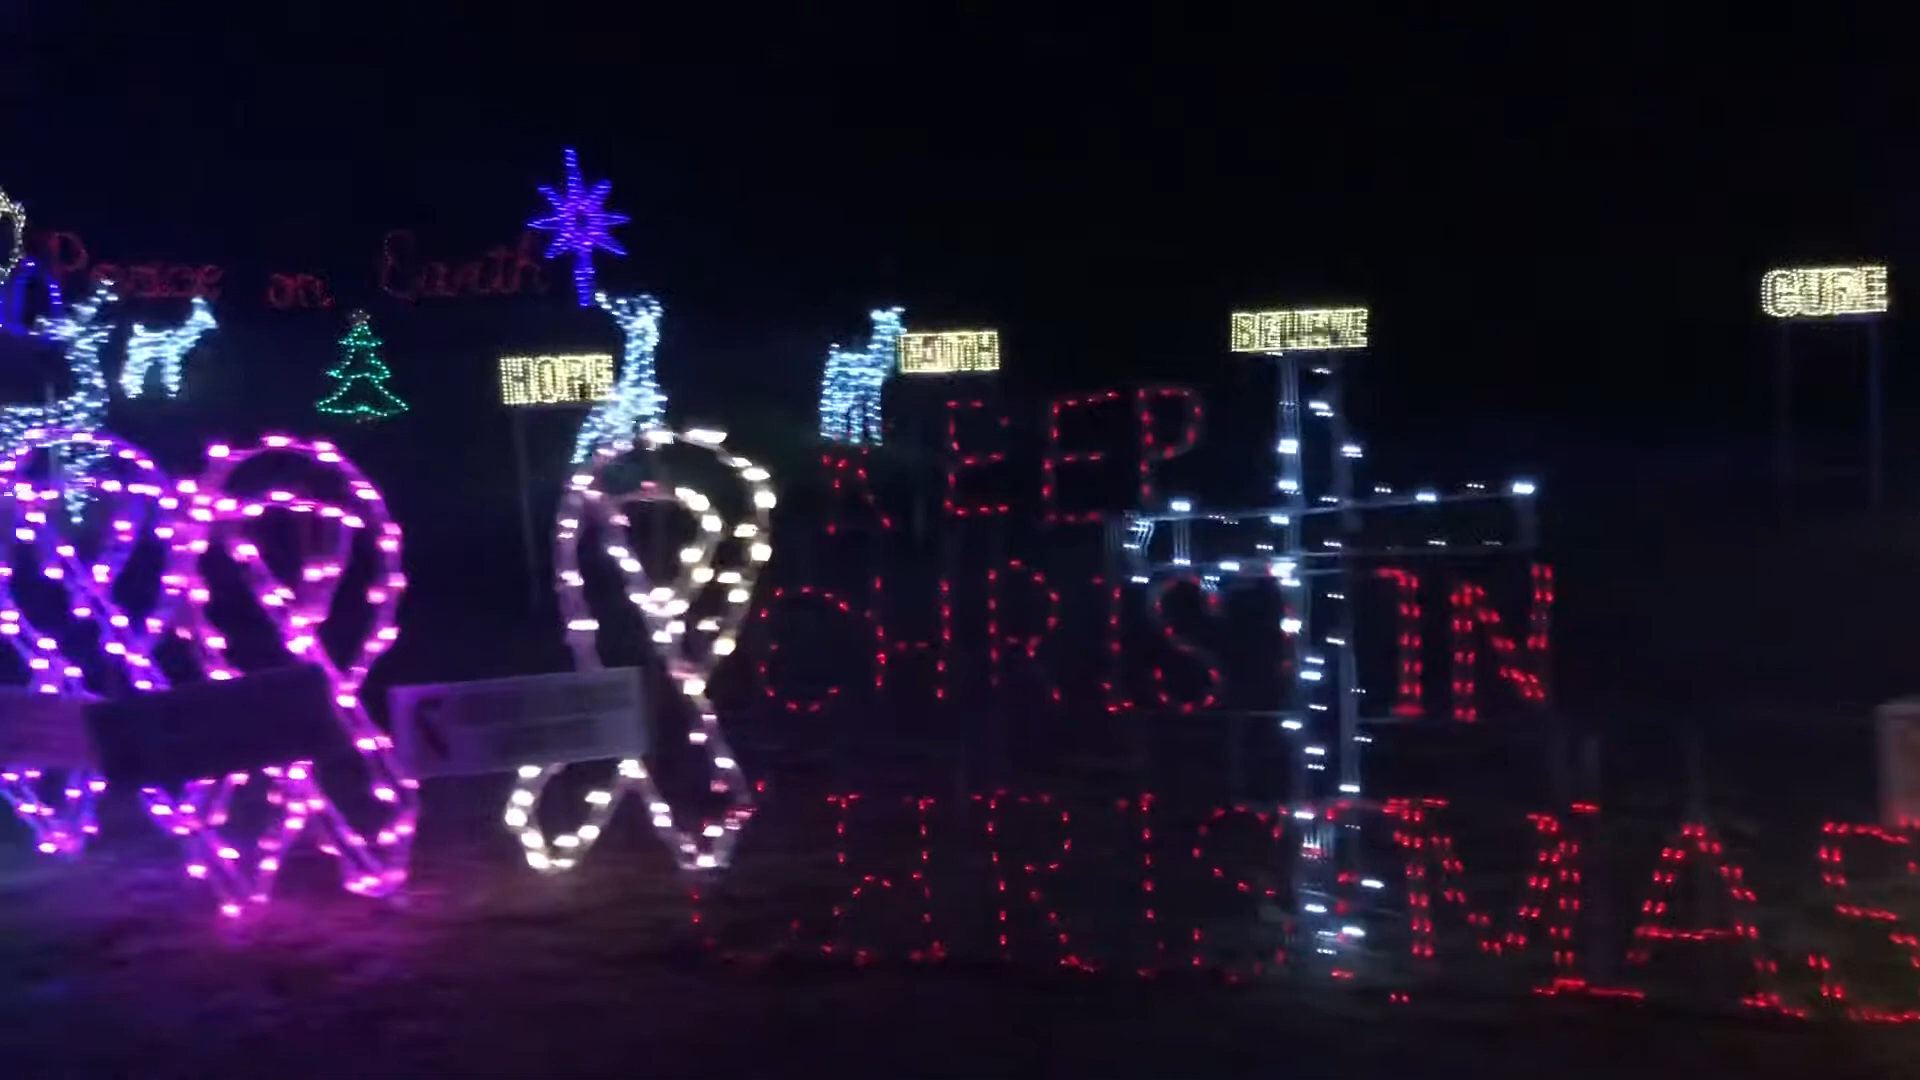 Peace on Earth
HOPE
FAITH
BELIEVE
CURE
KEEP
CHRIST IN
CHRISTMAS